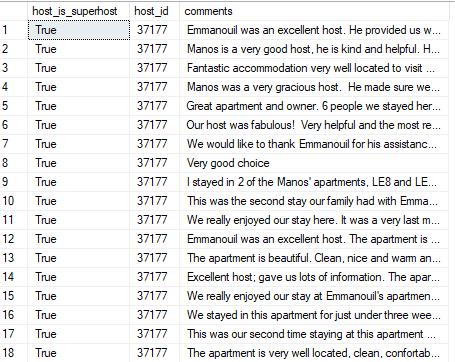 host_is_superhost host_id comments
1 True 37177 Emmanouil was an excellent host. He provided us w...
2 True 37177 Manos is a very good host, he is kind and helpful. H...
3 True 37177 Fantastic accommodation very well located to visit ...
4 True 37177 Manos was a very gracious host.  He made sure we...
5 True 37177 Great apartment and owner. 6 people we stayed her...
6 True 37177 Our host was fabulous!  Very helpful and the most re...
7 True 37177 We would like to thank Emmanouil for his assistanc...
8 True 37177 Very good choice
9 True 37177 I stayed in 2 of the Manos' apartments, LE8 and LE...
10 True 37177 This was the second stay our family had with Emma...
11 True 37177 We really enjoyed our stay here. It was a very last m...
12 True 37177 Emmanouil was an excellent host. The apartment is ...
13 True 37177 The apartment is beautiful. Clean, nice and warm an...
14 True 37177 Excellent host; gave us lots of information. The apar...
15 True 37177 We really enjoyed our stay at Emmanouil's apartmen...
16 True 37177 We stayed in this apartment for just under three wee...
17 True 37177 This was our second time staying at this apartment ...
18 True 37177 The apartment is very well located, clean, confortab...